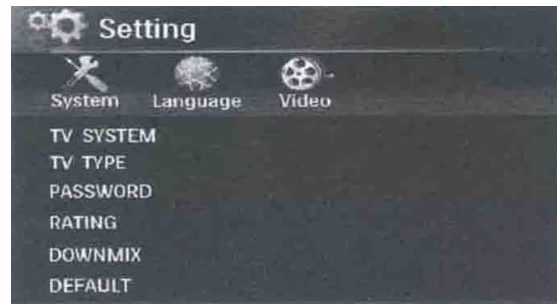 Setting
System Language Video
TV SYSTEM
TV TYPE
PASSWORD
RATING
DOWNMIX
DEFAULT